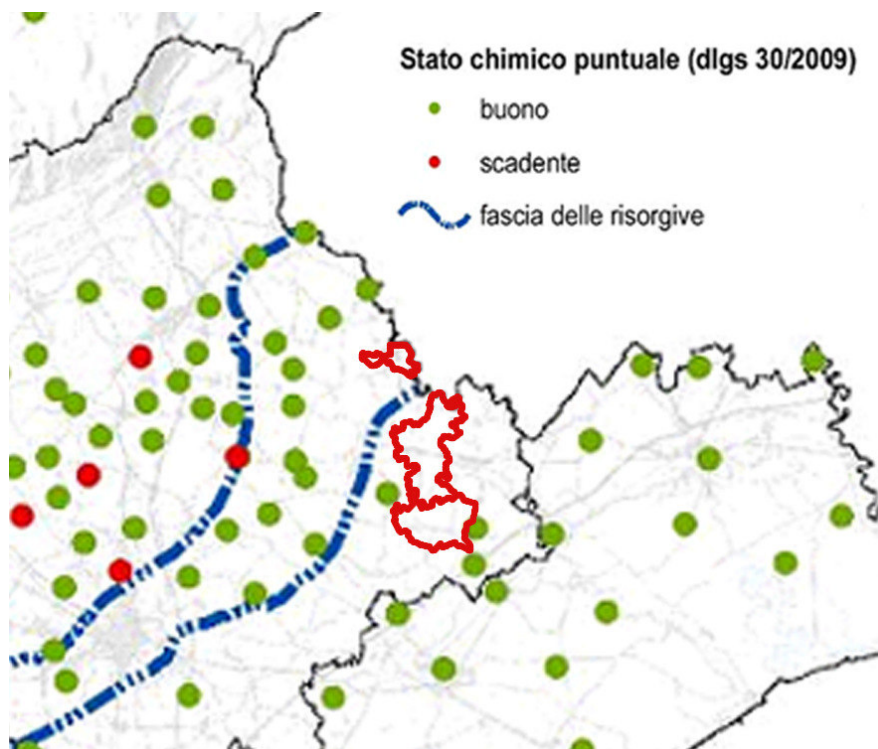 Stato chimico puntuale (dlgs 30/2009)
buono
scadente
fascia delle risorgive